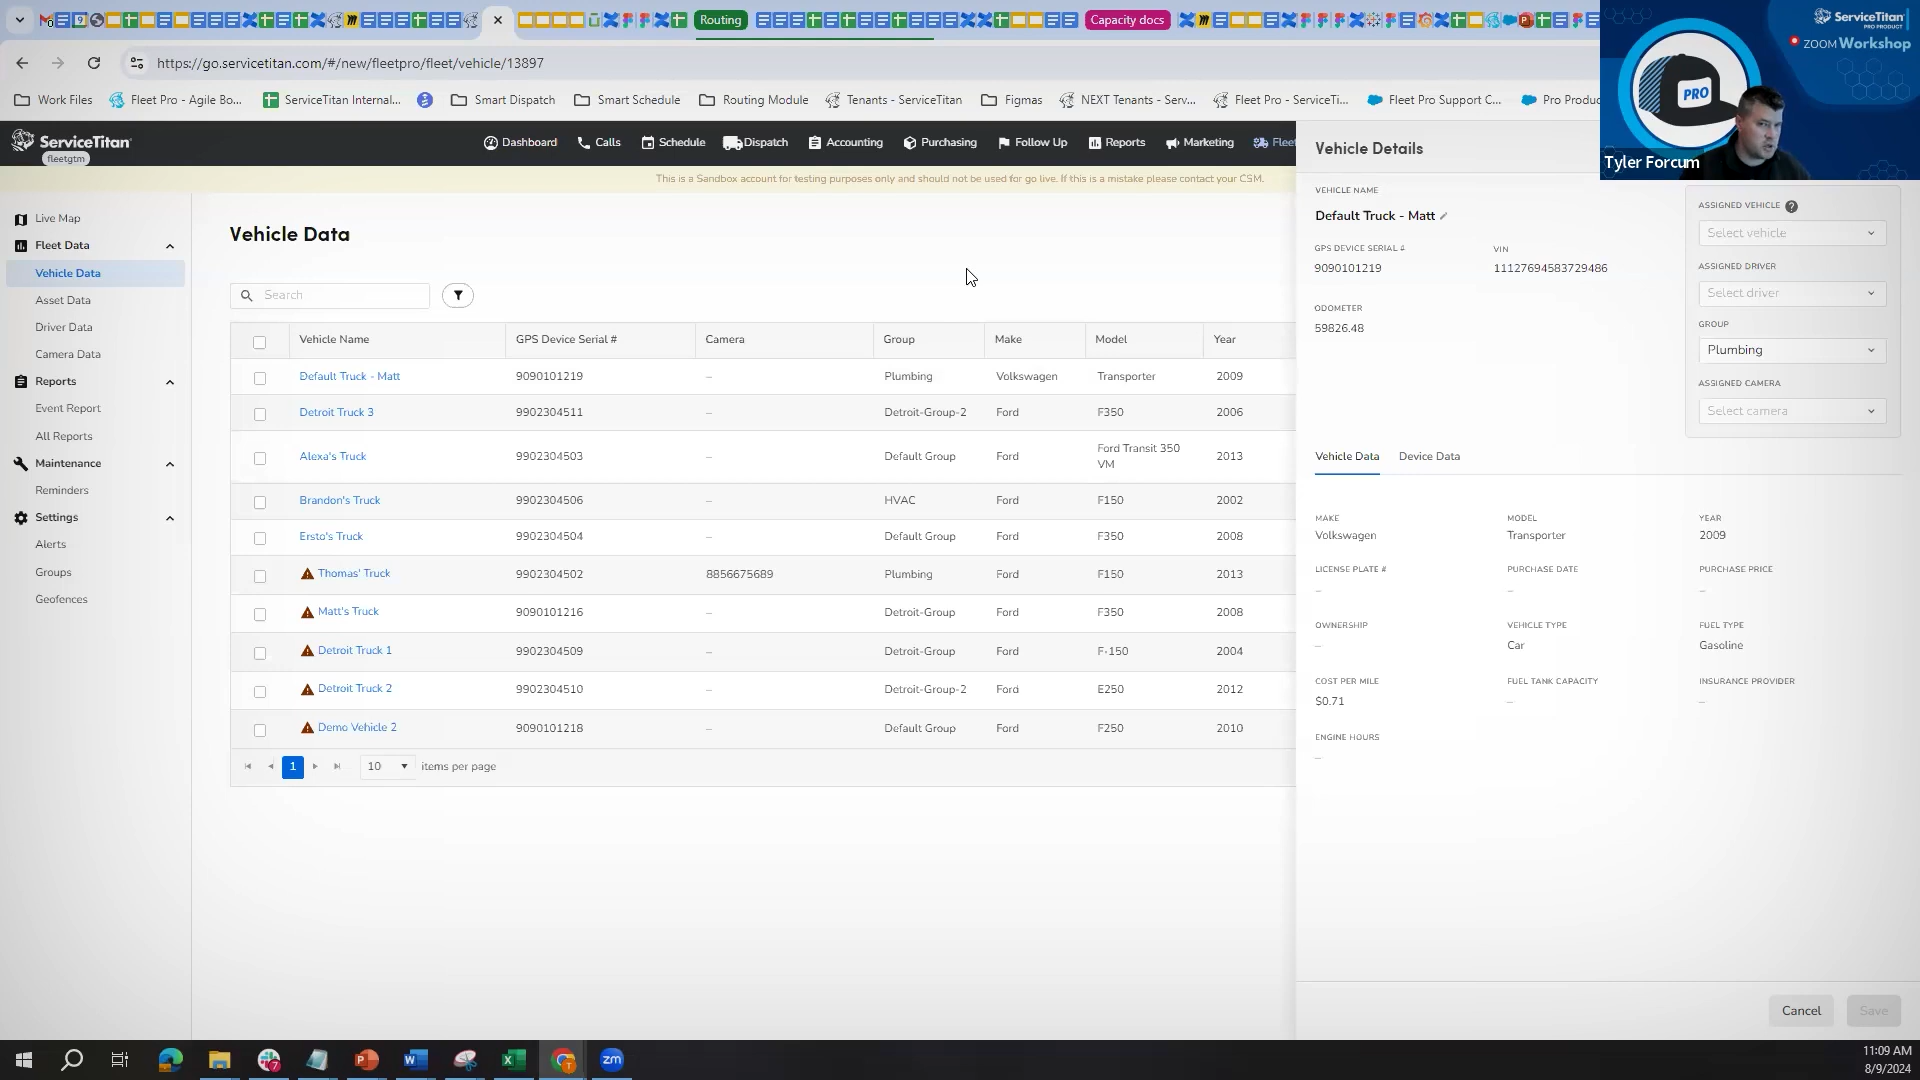 Routing
Capacity docs
https://go.servicetitan.com/#/new/fleetpro/fleet/vehicle/13897
Work Files
Fleet Pro - Agile Bo...
ServiceTitan Internal...
Smart Dispatch
Smart Schedule
Routing Module
Tenants - ServiceTitan
Figmas
NEXT Tenants - Serv...
Fleet Pro - ServiceTi...
Fleet Pro Support C...
Pro Produc
ServiceTitan
PRO PRODUCT
ZOOM Workshop
PRO
Tyler Forcum
ServiceTitan
fleetgtm
Dashboard
Calls
Schedule
Dispatch
Accounting
Purchasing
Follow Up
Reports
Marketing
Fleet
This is a Sandbox account for testing purposes only and should not be used for go live. If this is a mistake please contact your CSM.
Live Map
Fleet Data
Vehicle Data
Asset Data
Driver Data
Camera Data
Reports
Event Report
All Reports
Maintenance
Reminders
Settings
Alerts
Groups
Geofences
Vehicle Data
Search
Vehicle Name GPS Device Serial # Camera Group Make Model Year
Default Truck - Matt 9090101219 – Plumbing Volkswagen Transporter 2009
Detroit Truck 3 9902304511 – Detroit-Group-2 Ford F350 2006
Alexa's Truck 9902304503 – Default Group Ford Ford Transit 350 VM 2013
Brandon's Truck 9902304506 – HVAC Ford F150 2002
Ersto's Truck 9902304504 – Default Group Ford F350 2008
Thomas' Truck 9902304502 8856675689 Plumbing Ford F150 2013
Matt's Truck 9090101216 – Detroit-Group Ford F350 2008
Detroit Truck 1 9902304509 – Detroit-Group Ford F-150 2004
Detroit Truck 2 9902304510 – Detroit-Group-2 Ford E250 2012
Demo Vehicle 2 9090101218 – Default Group Ford F250 2010
1 10 items per page
Vehicle Details
VEHICLE NAME
Default Truck - Matt
GPS DEVICE SERIAL # VIN
9090101219 11127694583729486
ODOMETER
59826.48
ASSIGNED VEHICLE
Select vehicle
ASSIGNED DRIVER
Select driver
GROUP
Plumbing
ASSIGNED CAMERA
Select camera
Vehicle Data Device Data
MAKE MODEL YEAR
Volkswagen Transporter 2009
LICENSE PLATE # PURCHASE DATE PURCHASE PRICE
– – –
OWNERSHIP VEHICLE TYPE FUEL TYPE
– Car Gasoline
COST PER MILE FUEL TANK CAPACITY INSURANCE PROVIDER
$0.71 – –
ENGINE HOURS
–
Cancel Save
7
zm
11:09 AM
8/9/2024